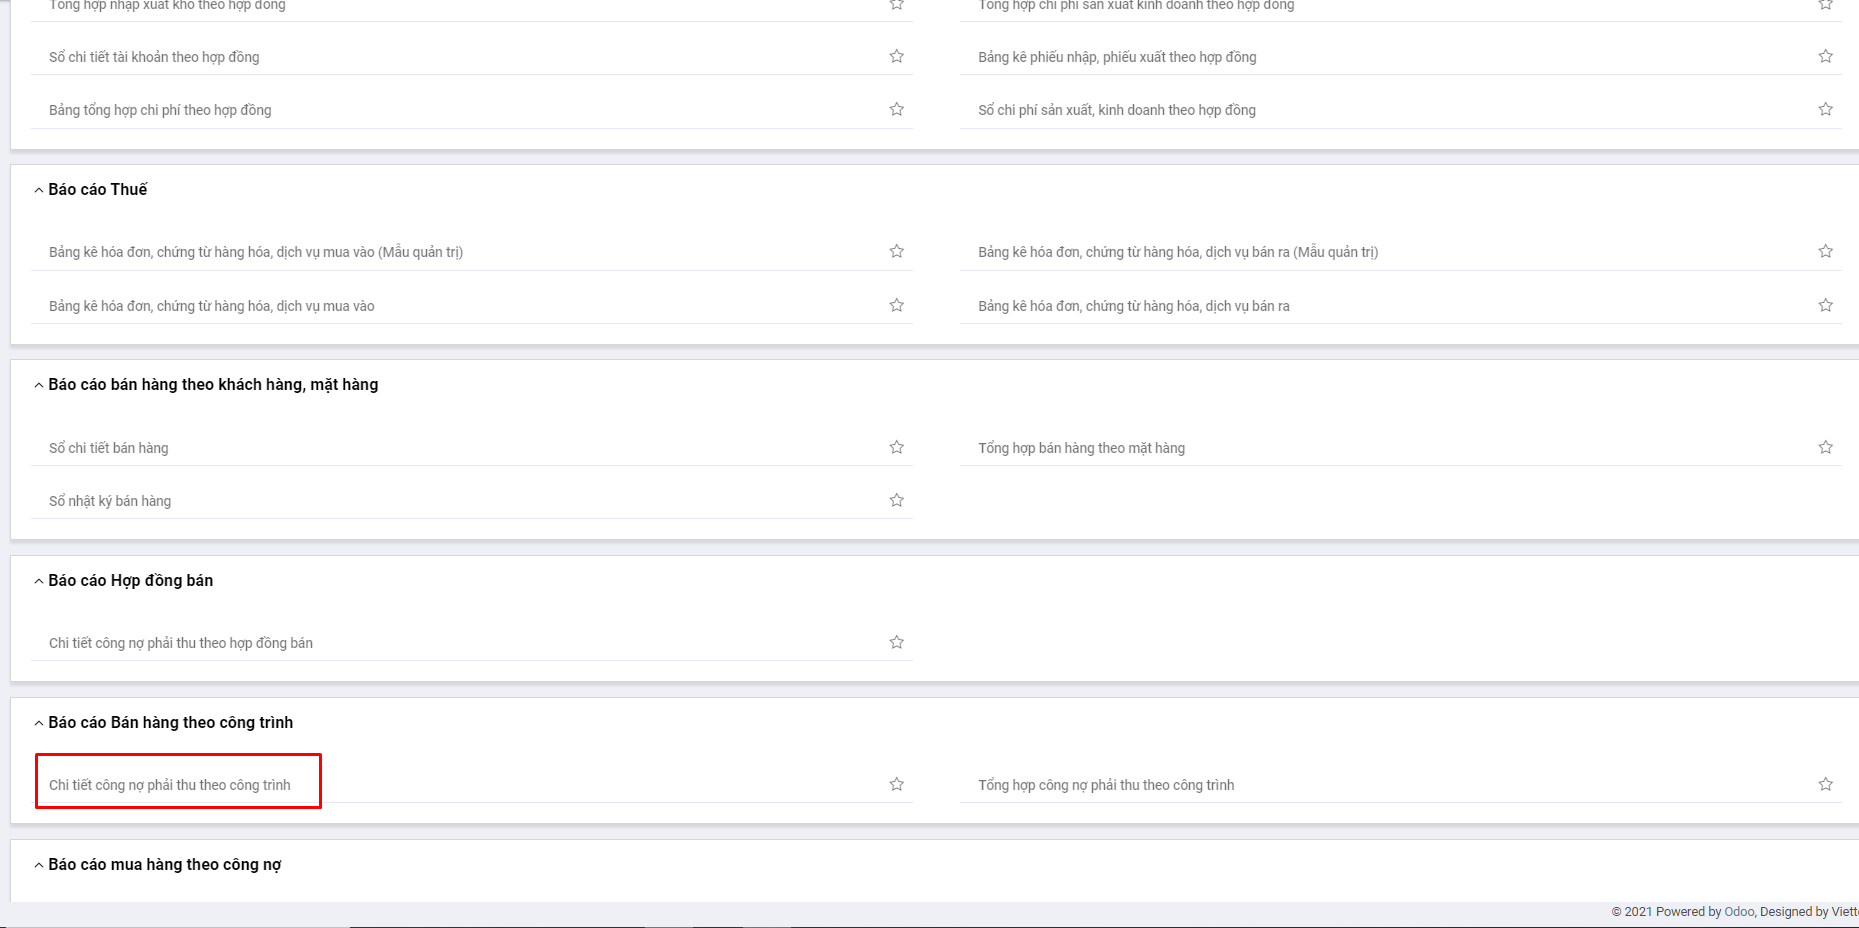 Tổng hợp nhập xuất kho theo hợp đồng
Tổng hợp chi phí sản xuất kinh doanh theo hợp đồng
Sổ chi tiết tài khoản theo hợp đồng
Bảng kê phiếu nhập, phiếu xuất theo hợp đồng
Bảng tổng hợp chi phí theo hợp đồng
Sổ chi phí sản xuất, kinh doanh theo hợp đồng
Báo cáo Thuế
Bảng kê hóa đơn, chứng từ hàng hóa, dịch vụ mua vào (Mẫu quản trị)
Bảng kê hóa đơn, chứng từ hàng hóa, dịch vụ bán ra (Mẫu quản trị)
Bảng kê hóa đơn, chứng từ hàng hóa, dịch vụ mua vào
Bảng kê hóa đơn, chứng từ hàng hóa, dịch vụ bán ra
Báo cáo bán hàng theo khách hàng, mặt hàng
Sổ chi tiết bán hàng
Tổng hợp bán hàng theo mặt hàng
Sổ nhật ký bán hàng
Báo cáo Hợp đồng bán
Chi tiết công nợ phải thu theo hợp đồng bán
Báo cáo Bán hàng theo công trình
Chi tiết công nợ phải thu theo công trình
Tổng hợp công nợ phải thu theo công trình
Báo cáo mua hàng theo công nợ
© 2021 Powered by Odoo, Designed by